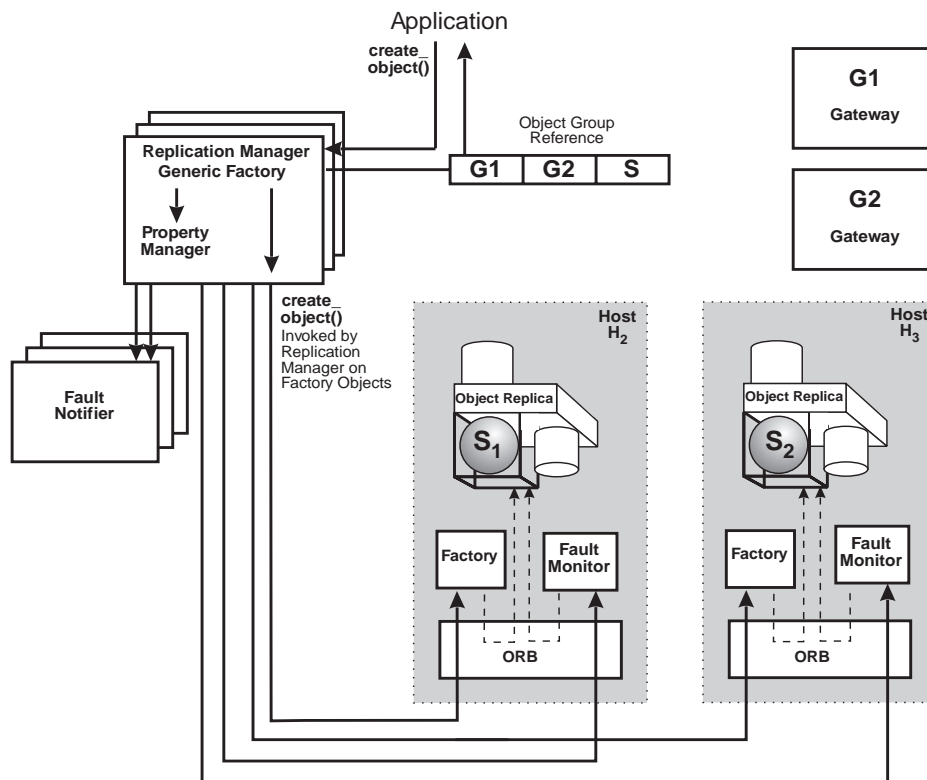 Application
create_
object()
Object Group
Reference
G1 G2 S
Replication Manager
Generic Factory
Property
Manager
G1
Gateway
G2
Gateway
Fault
Notifier
create_
object()
Invoked by
Replication
Manager on
Factory Objects
Host
H2
Object Replica
S1
Factory
Fault
Monitor
ORB
Host
H3
Object Replica
S2
Factory
Fault
Monitor
ORB